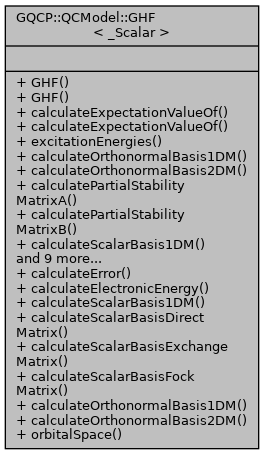 GQCP::QCModel::GHF
< _Scalar >
+ GHF()
+ GHF()
+ calculateExpectationValueOf()
+ calculateExpectationValueOf()
+ excitationEnergies()
+ calculateOrthonormalBasis1DM()
+ calculateOrthonormalBasis2DM()
+ calculatePartialStability
MatrixA()
+ calculatePartialStability
MatrixB()
+ calculateScalarBasis1DM()
and 9 more...
+ calculateError()
+ calculateElectronicEnergy()
+ calculateScalarBasis1DM()
+ calculateScalarBasisDirect
Matrix()
+ calculateScalarBasisExchange
Matrix()
+ calculateScalarBasisFock
Matrix()
+ calculateOrthonormalBasis1DM()
+ calculateOrthonormalBasis2DM()
+ orbitalSpace()